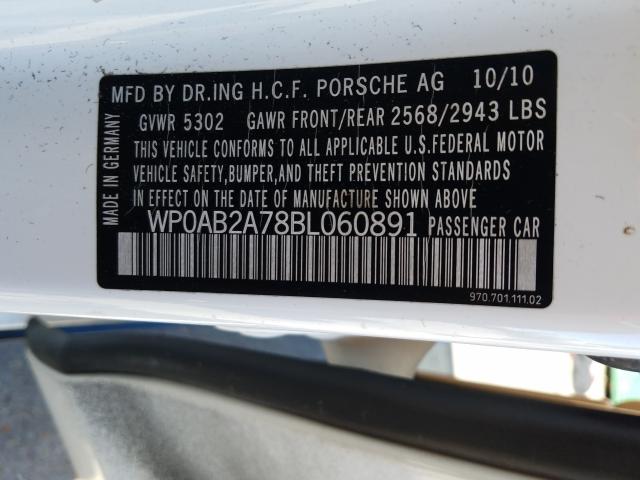 MFD BY DR.ING H.C.F. PORSCHE AG 10/10
GVWR 5302 GAWR FRONT/REAR 2568/2943 LBS
THIS VEHICLE CONFORMS TO ALL APPLICABLE U.S.FEDERAL MOTOR
VEHICLE SAFETY,BUMPER,AND THEFT PREVENTION STANDARDS
IN EFFECT ON THE DATE OF MANUFACTURE SHOWN ABOVE.
WP0AB2A78BL060891 PASSENGER CAR
970.701.111.02
MADE IN GERMANY